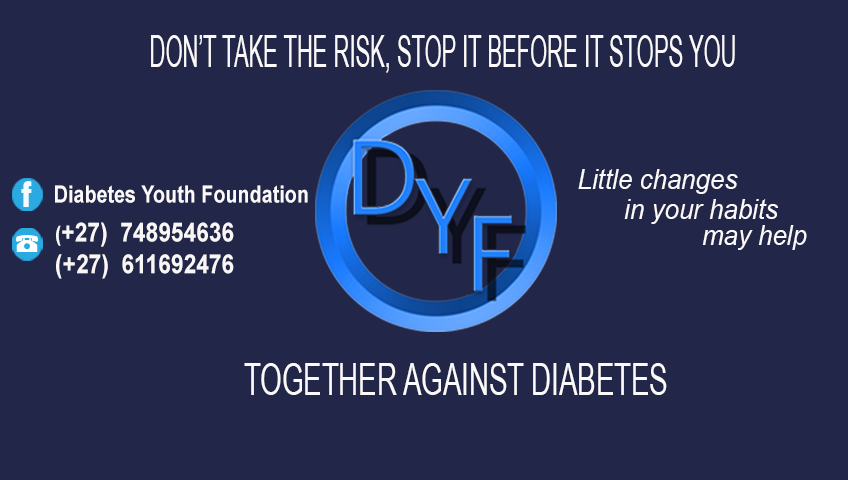 DON'T TAKE THE RISK, STOP IT BEFORE IT STOPS YOU
Diabetes Youth Foundation
(+27) 748954636
(+27) 611692476
DYF
Little changes
in your habits
may help
TOGETHER AGAINST DIABETES